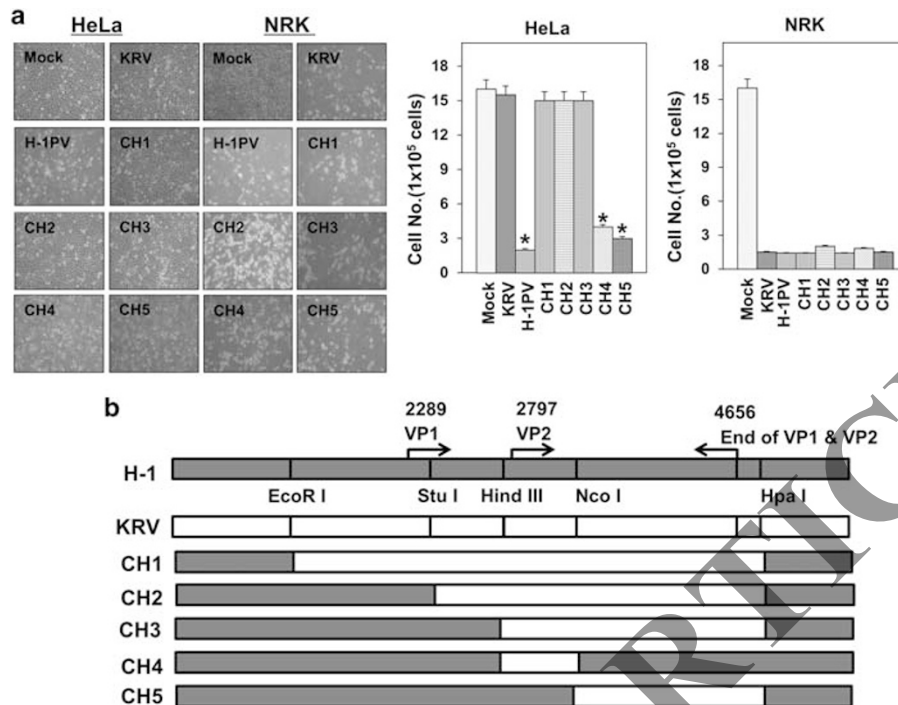 a
HeLa NRK
Mock KRV Mock KRV
H-1PV CH1 H-1PV CH1
CH2 CH3 CH2 CH3
CH4 CH5 CH4 CH5
HeLa
Cell No.(1x10⁵ cells)
18
15
12
9
6
3
0
* * *
Mock KRV H-1PV CH1 CH2 CH3 CH4 CH5
NRK
Cell No.(1x10⁵ cells)
18
15
12
9
6
3
0
Mock KRV H-1PV CH1 CH2 CH3 CH4 CH5
b
2289 2797 4656
VP1 VP2 End of VP1 & VP2
H-1
EcoR I Stu I Hind III Nco I Hpa I
KRV
CH1
CH2
CH3
CH4
CH5
RTIC